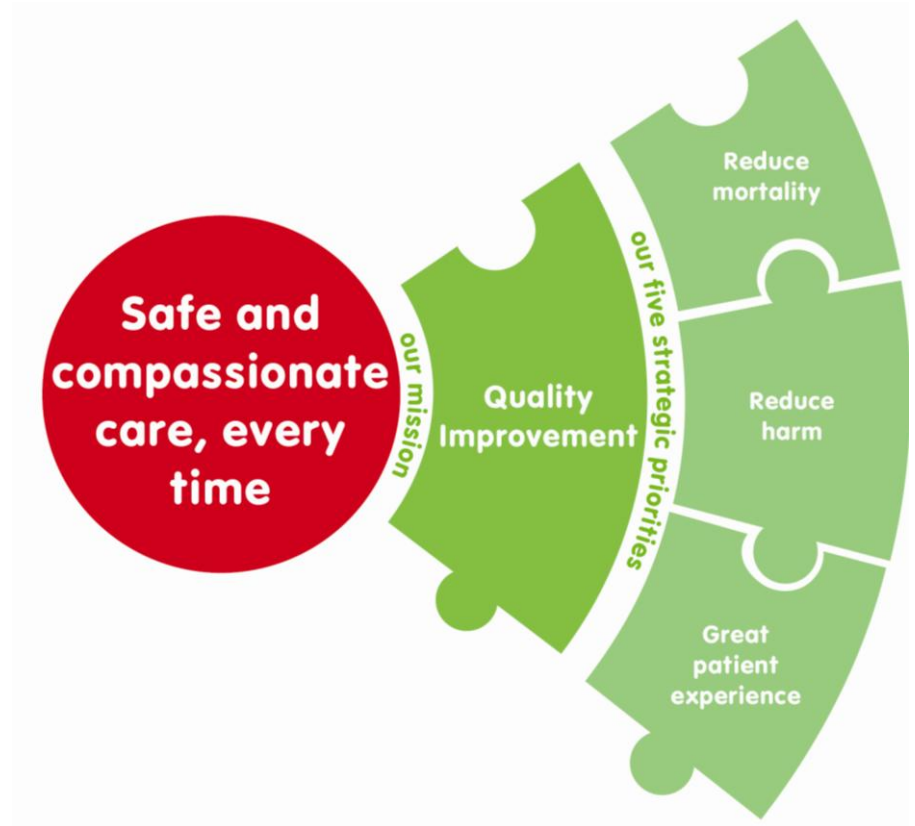 Safe and
compassionate
care, every
time
our mission
Quality
Improvement
our five strategic priorities
Reduce
mortality
Reduce
harm
Great
patient
experience